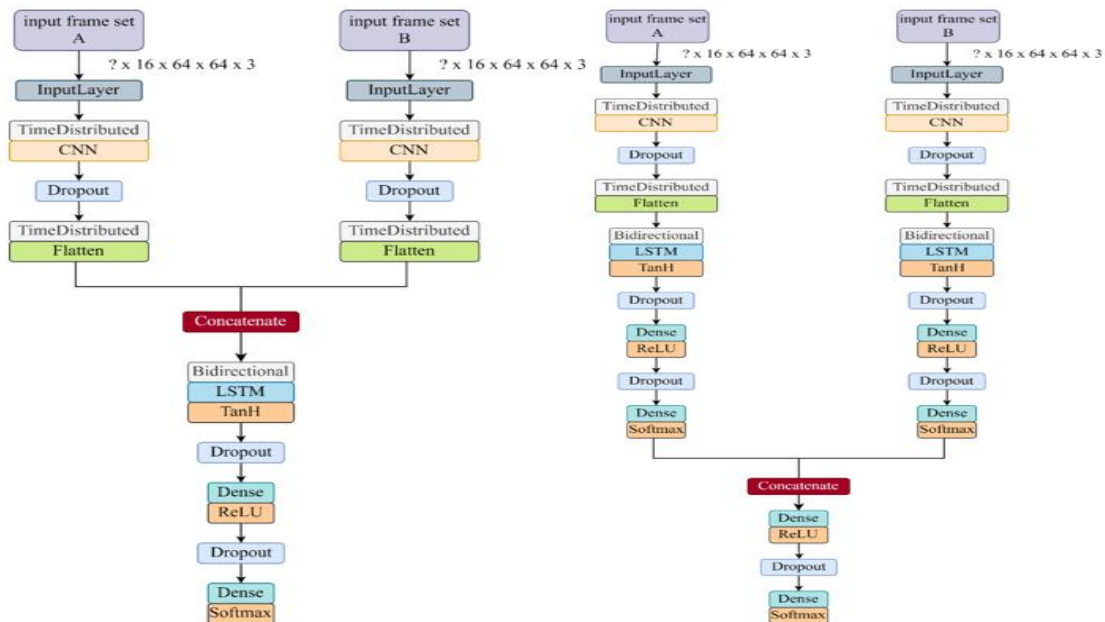 input frame set
A
? x 16 x 64 x 64 x 3
InputLayer
TimeDistributed
CNN
Dropout
TimeDistributed
Flatten
input frame set
B
? x 16 x 64 x 64 x 3
InputLayer
TimeDistributed
CNN
Dropout
TimeDistributed
Flatten
Concatenate
Bidirectional
LSTM
TanH
Dropout
Dense
ReLU
Dropout
Dense
Softmax
input frame set
A
? x 16 x 64 x 64 x 3
InputLayer
TimeDistributed
CNN
Dropout
TimeDistributed
Flatten
Bidirectional
LSTM
TanH
Dropout
Dense
ReLU
Dropout
Dense
Softmax
input frame set
B
? x 16 x 64 x 64 x 3
InputLayer
TimeDistributed
CNN
Dropout
TimeDistributed
Flatten
Bidirectional
LSTM
TanH
Dropout
Dense
ReLU
Dropout
Dense
Softmax
Concatenate
Dense
ReLU
Dropout
Dense
Softmax